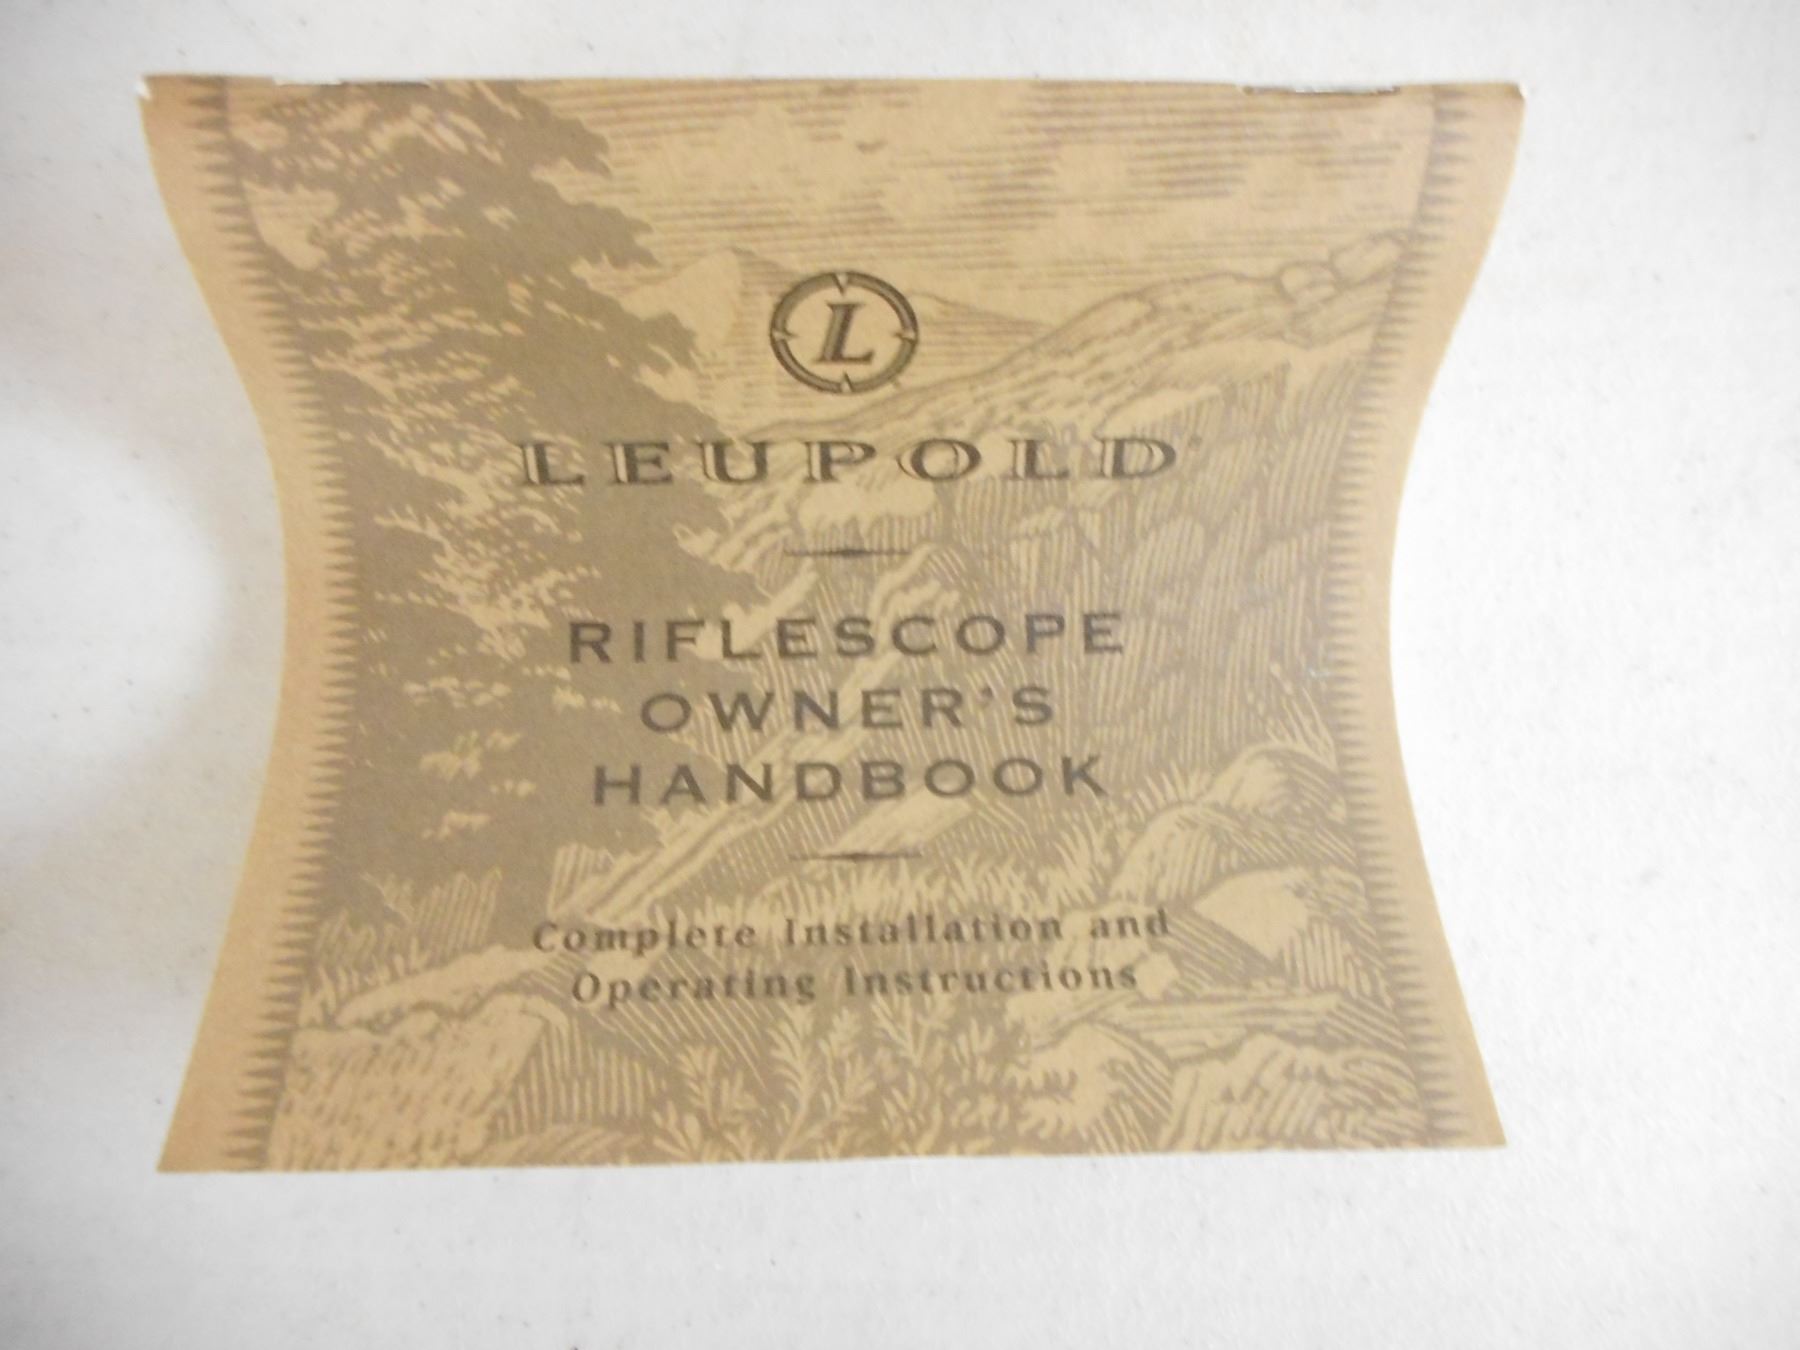 L
LEUPOLD
RIFLESCOPE
OWNER'S
HANDBOOK
Complete Installation and
Operating Instructions